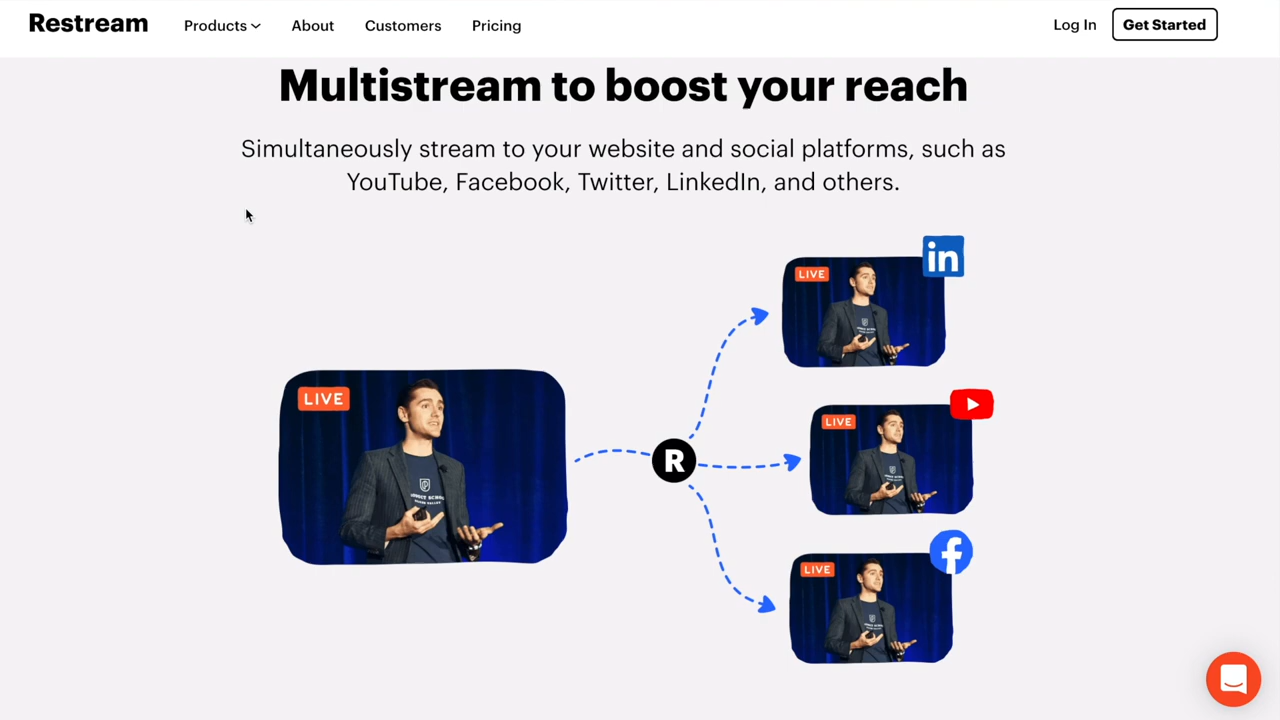 Restream
Products
About
Customers
Pricing
Log In
Get Started
Multistream to boost your reach
Simultaneously stream to your website and social platforms, such as
YouTube, Facebook, Twitter, LinkedIn, and others.
LIVE
in
LIVE
R
LIVE
f
LIVE